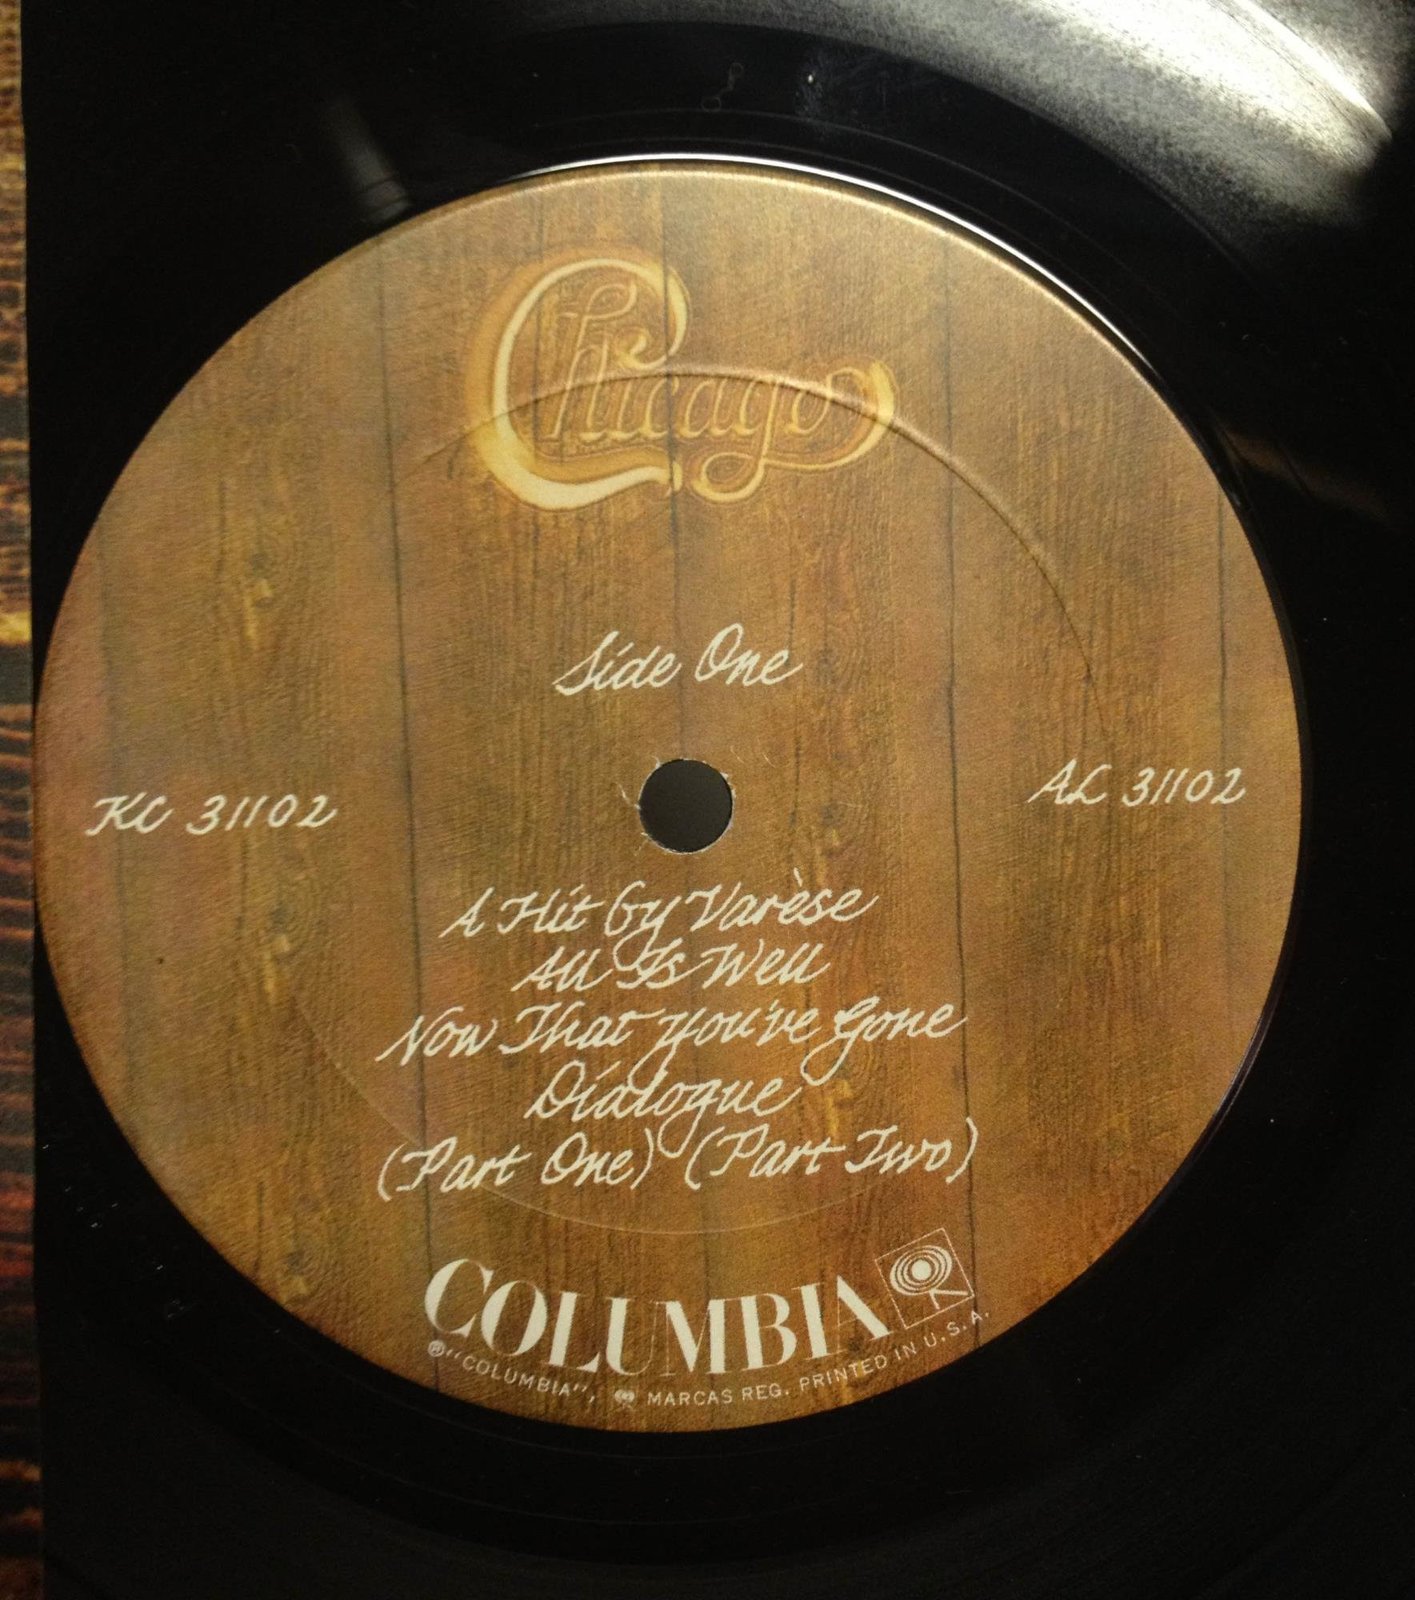 Chicago
Side One
KC 31102
AL 31102
A Hit By Varèse
All Is Well
Now That You've Gone
Dialogue
(Part One) (Part Two)
COLUMBIA
®"COLUMBIA", MARCAS REG. PRINTED IN U.S.A.